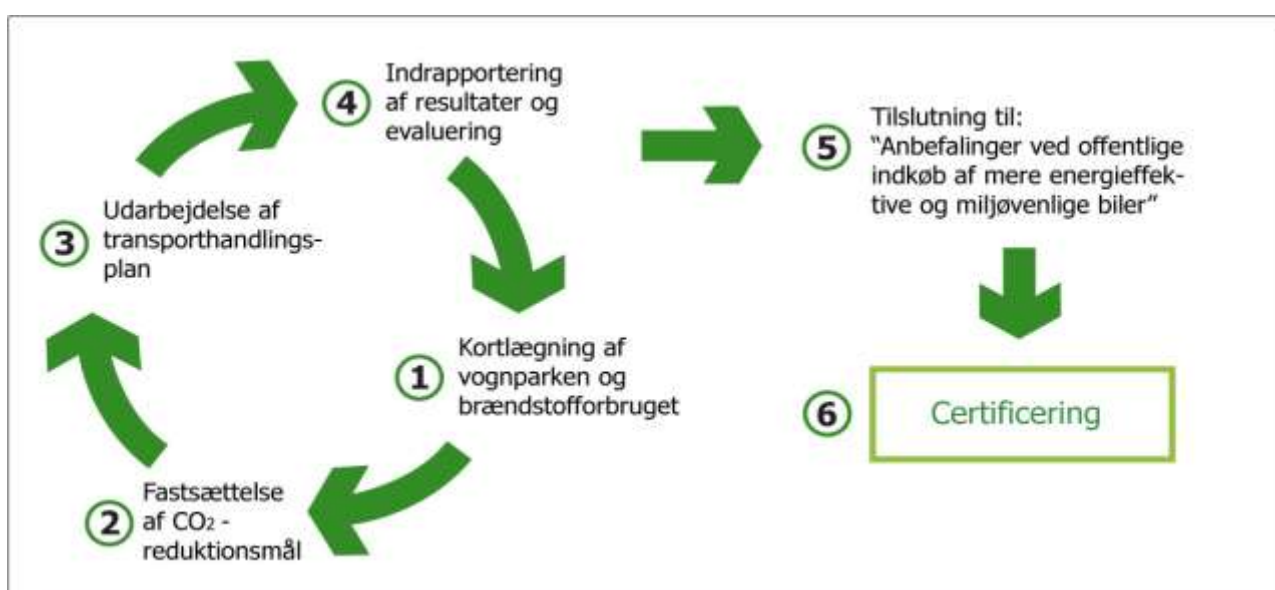 1
Kortlægning af
vognparken og
brændstofforbruget
2
Fastsættelse
af CO2 -
reduktionsmål
3
Udarbejdelse af
transporthandlings-
plan
4
Indrapportering
af resultater og
evaluering
5
Tilslutning til:
“Anbefalinger ved offentlige
indkøb af mere energieffek-
tive og miljøvenlige biler”
6
Certificering